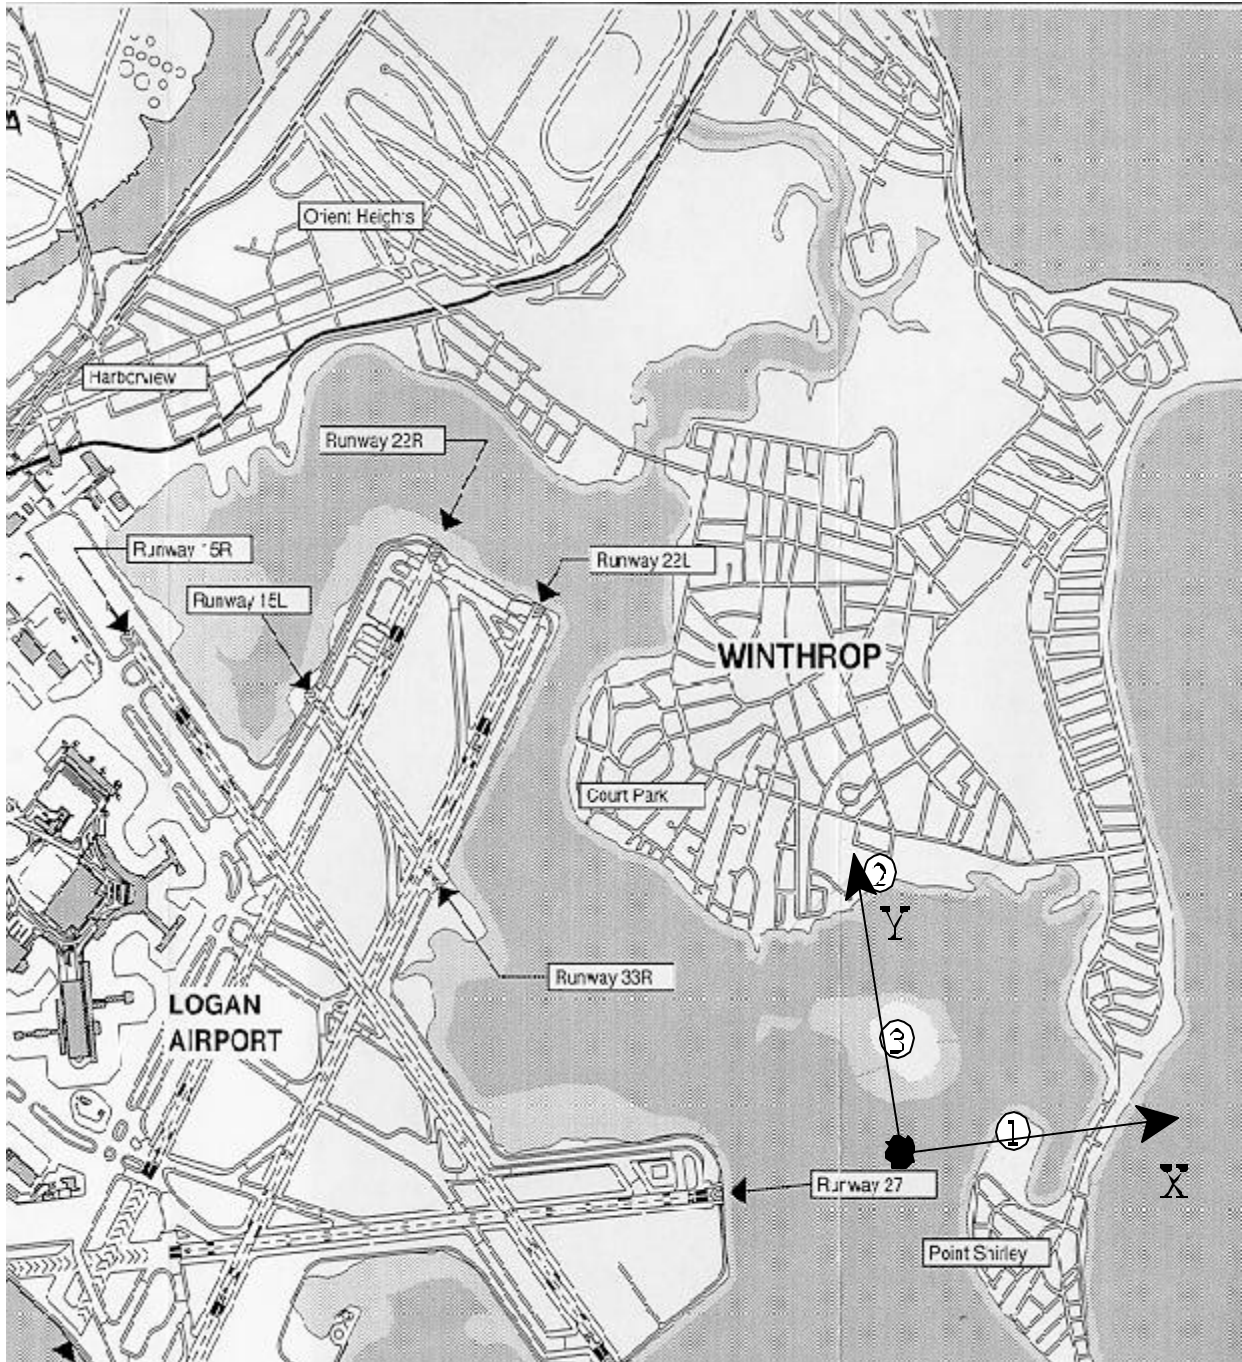 Orient Heights
Harborview
Runway 22R
Runway 15R
Runway 22L
Runway 15L
WINTHROP
Court Park
2
Y
Runway 33R
LOGAN
AIRPORT
3
1
X
Runway 27
Point Shirley